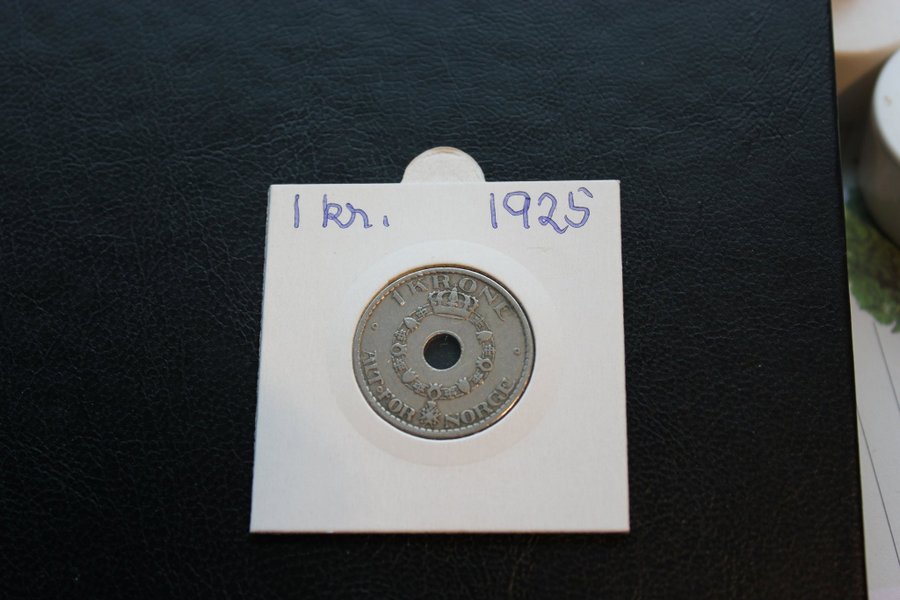 1 kr. 1925
1 KRONE
ALT FOR NORGE